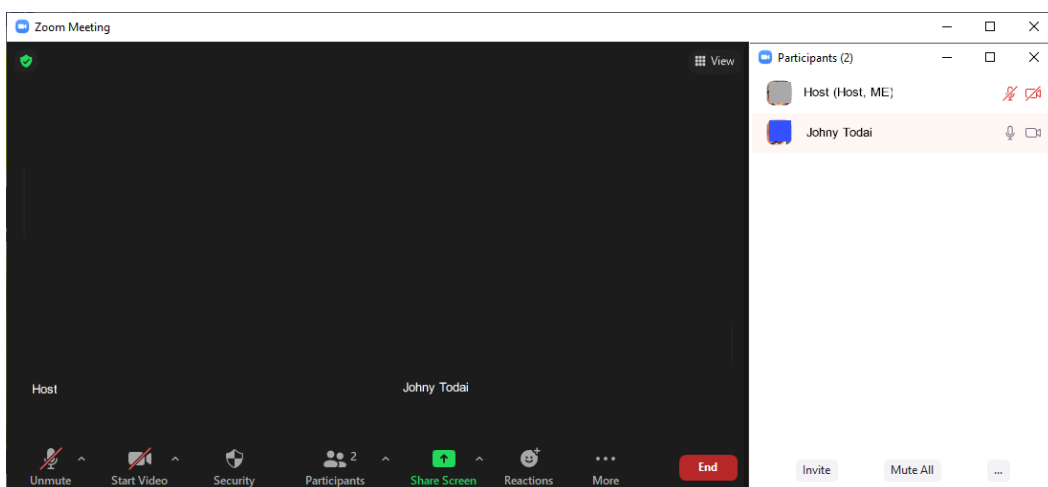 Zoom Meeting
View
Participants (2)
Host (Host, ME)
Johny Todai
Host
Johny Todai
2
Unmute
Start Video
Security
Participants
Share Screen
Reactions
More
End
Invite
Mute All
...